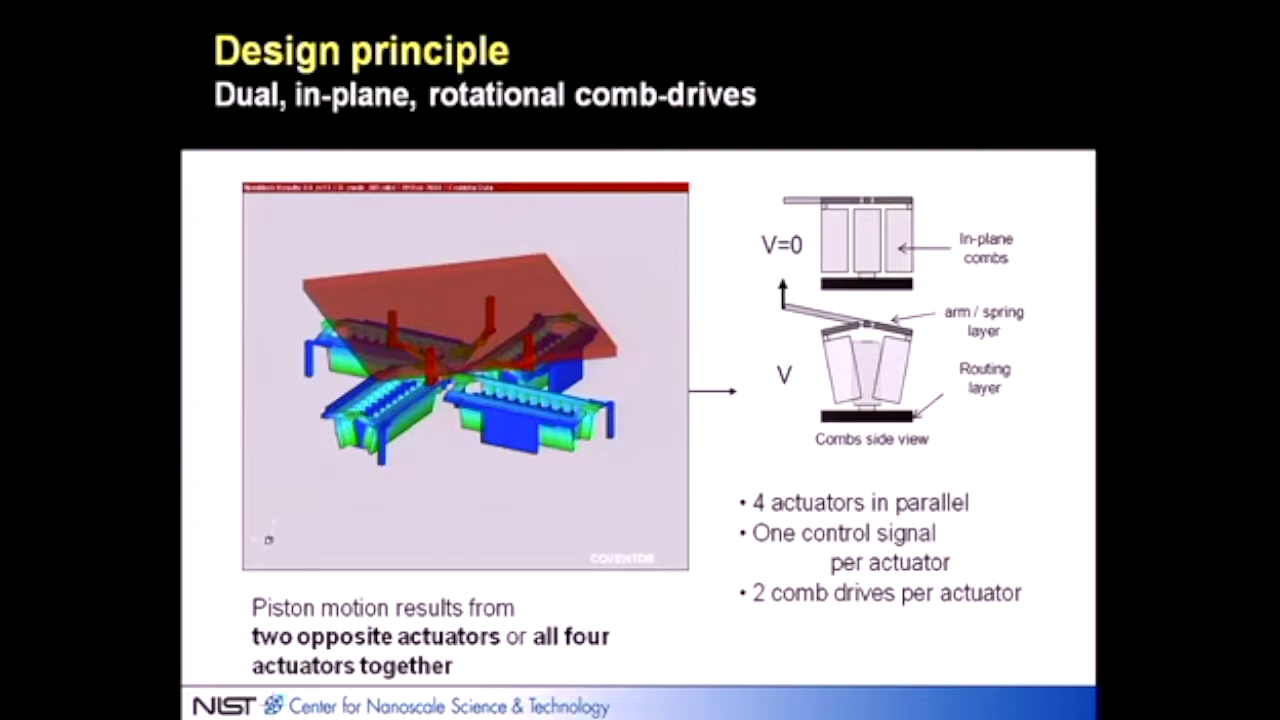 Design principle
Dual, in-plane, rotational comb-drives
V=0
In-plane
combs
arm / spring
layer
V
Routing
layer
Combs side view
COVENTOR
• 4 actuators in parallel
• One control signal
per actuator
• 2 comb drives per actuator
Piston motion results from
two opposite actuators or all four
actuators together
NIST Center for Nanoscale Science & Technology